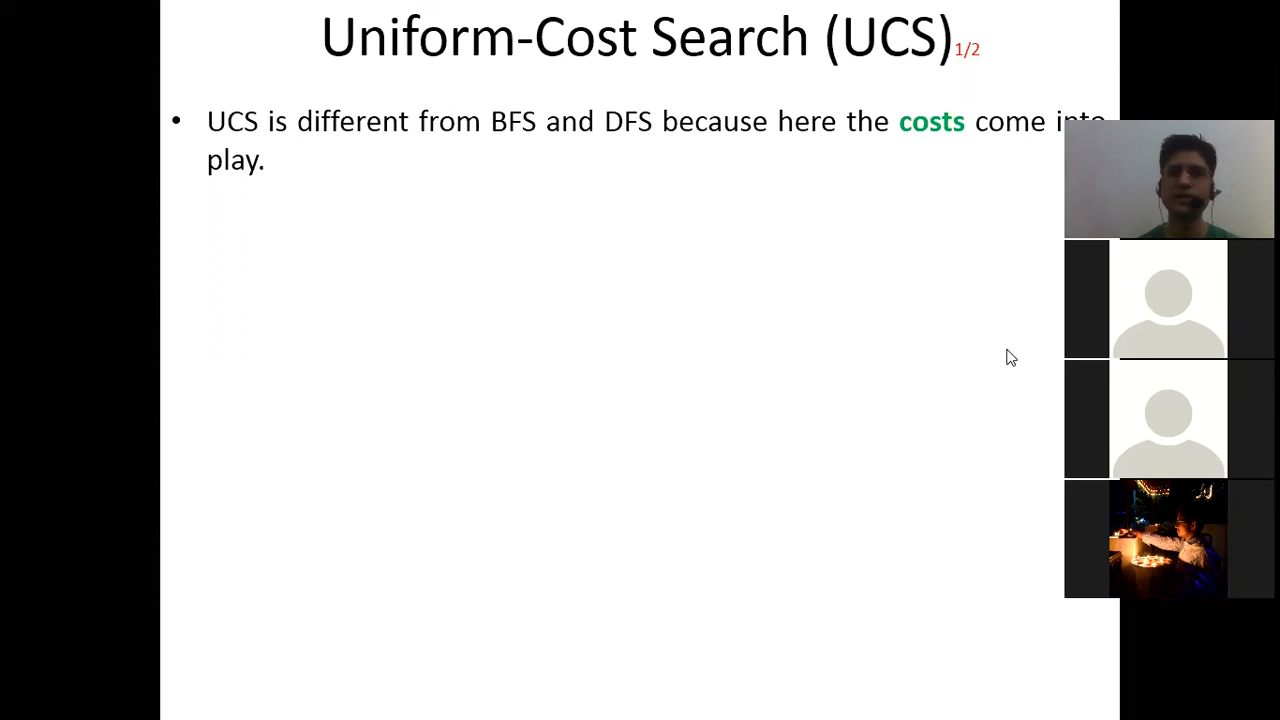 Uniform-Cost Search (UCS)1/2
• UCS is different from BFS and DFS because here the costs come into
play.